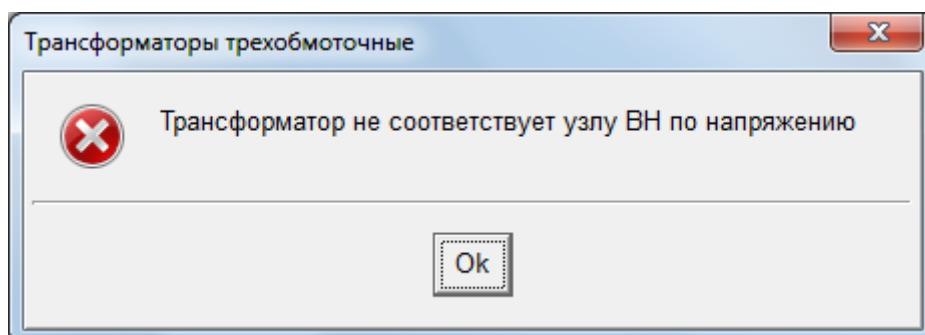 Трансформаторы трехобмоточные
Трансформатор не соответствует узлу ВН по напряжению
Ok